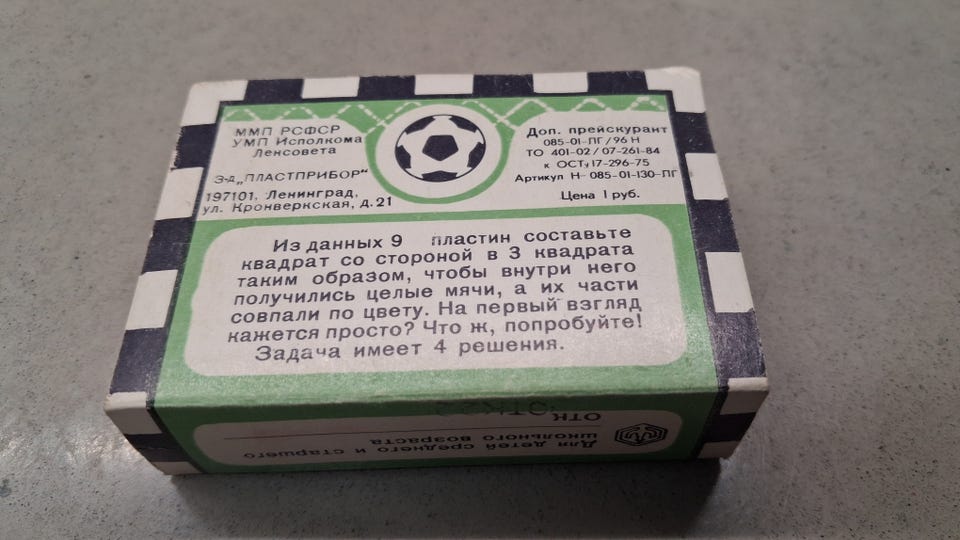 ММП РСФСР
УМП Исполкома
Ленсовета
З-д „ПЛАСТПРИБОР"
197101, Ленинград,
ул. Кронверкская, д. 21
Доп. прейскурант
085-01-ПГ/96 Н
ТО 401-02/07-261-84
к ОСТу 17-296-75
Артикул Н- 085-01-130-ПГ
Цена 1 руб.
Из данных 9 пластин составьте
квадрат со стороной в 3 квадрата
таким образом, чтобы внутри него
получились целые мячи, а их части
совпали по цвету. На первый взгляд
кажется просто? Что ж, попробуйте!
Задача имеет 4 решения.
Для детей среднего и старшего
школьного возраста
ОТК